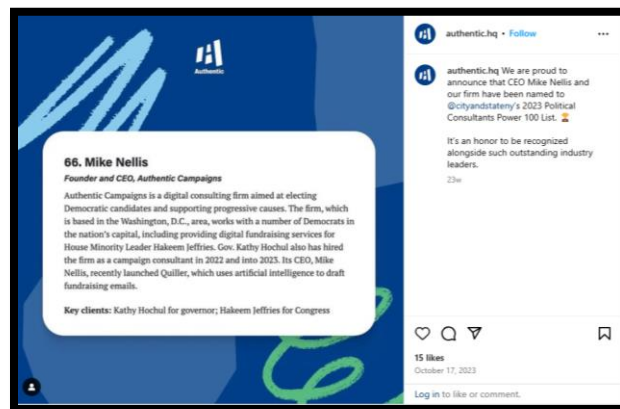 Authentic
66. Mike Nellis
Founder and CEO, Authentic Campaigns
Authentic Campaigns is a digital consulting firm aimed at electing
Democratic candidates and supporting progressive causes. The firm, which
is based in the Washington, D.C., area, works with a number of Democrats in
the nation's capital, including providing digital fundraising services for
House Minority Leader Hakeem Jeffries. Gov. Kathy Hochul also has hired
the firm as a campaign consultant in 2022 and into 2023. Its CEO, Mike
Nellis, recently launched Quiller, which uses artificial intelligence to draft
fundraising emails.
Key clients: Kathy Hochul for governor; Hakeem Jeffries for Congress
authentic.hq • Follow
authentic.hq We are proud to
announce that CEO Mike Nellis and
our firm have been named to
@cityandstateny's 2023 Political
Consultants Power 100 List. 🏆
It's an honor to be recognized
alongside such outstanding industry
leaders.
23w
15 likes
October 17, 2023
Log in to like or comment.